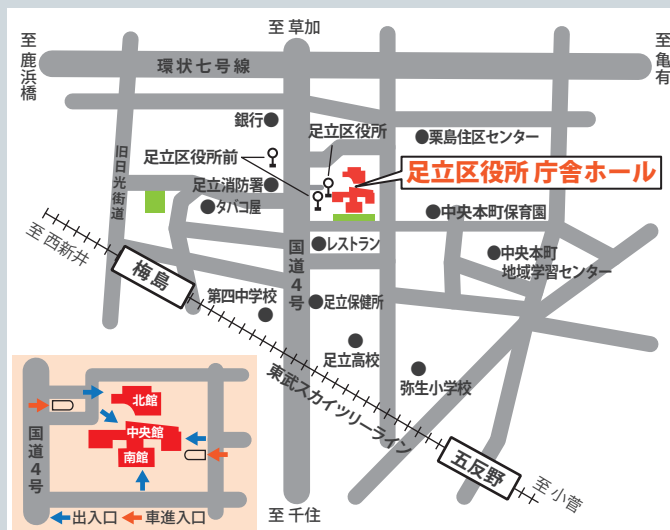 至草加
至鹿浜橋
至亀有
環状七号線
銀行
足立区役所
栗島住区センター
足立区役所前
旧日光街道
足立区役所 庁舎ホール
足立消防署
タバコ屋
中央本町保育園
至西新井
国道4号
レストラン
中央本町
地域学習センター
梅島
第四中学校
足立保健所
足立高校
弥生小学校
東武スカイツリーライン
北館
中央館
南館
国道4号
五反野
至小菅
出入口
車進入口
至千住